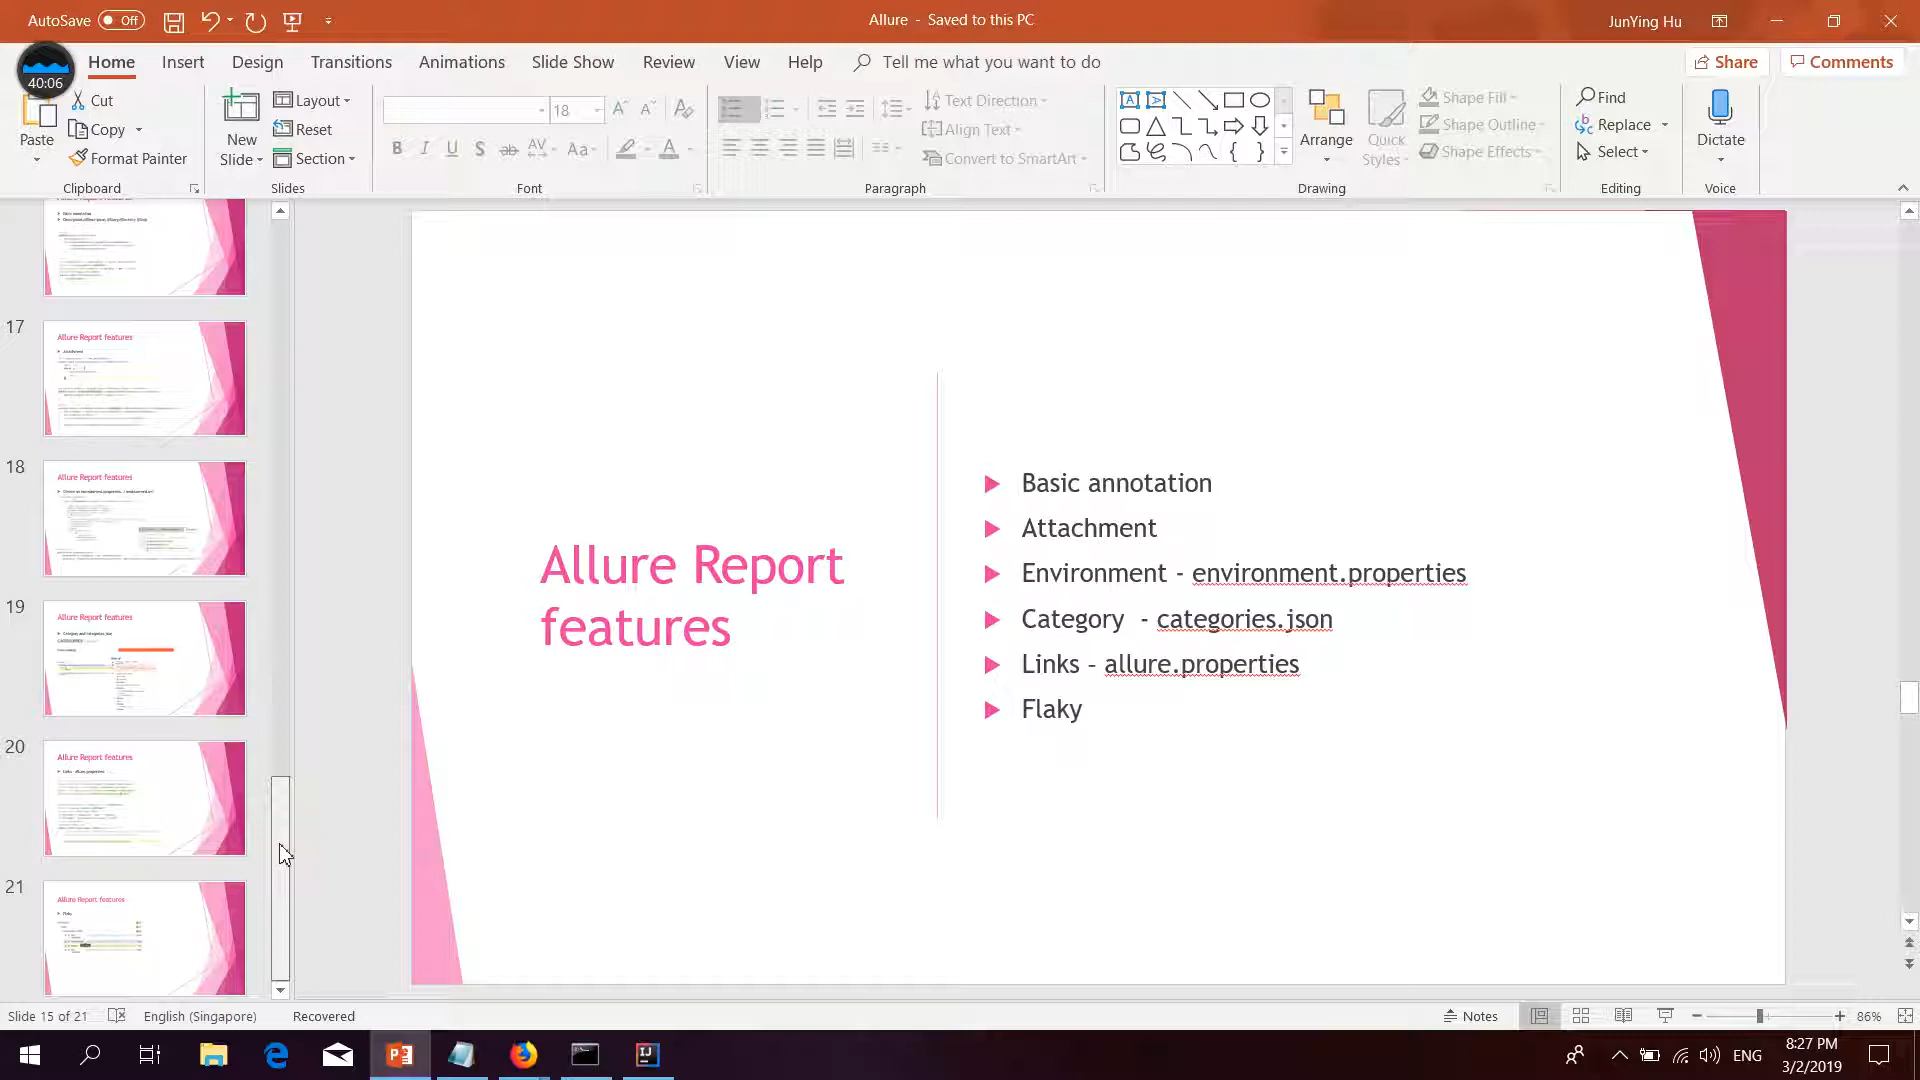 AutoSave Off
Allure - Saved to this PC
JunYing Hu
40:06
Home Insert Design Transitions Animations Slide Show Review View Help Tell me what you want to do
Share Comments
Paste
Cut
Copy
Format Painter
Clipboard
New Slide
Layout
Reset
Section
Slides
18
Font
Text Direction
Align Text
Convert to SmartArt
Paragraph
Arrange
Quick Styles
Shape Fill
Shape Outline
Shape Effects
Drawing
Find
Replace
Select
Editing
Dictate
Voice
17
Allure Report features
18
Allure Report features
19
Allure Report features
20
Allure Report features
21
Allure Report features
Flaky
Allure Report
features
Basic annotation
Attachment
Environment - environment.properties
Category - categories.json
Links – allure.properties
Flaky
Slide 15 of 21 English (Singapore) Recovered
Notes
86%
ENG
8:27 PM
3/2/2019